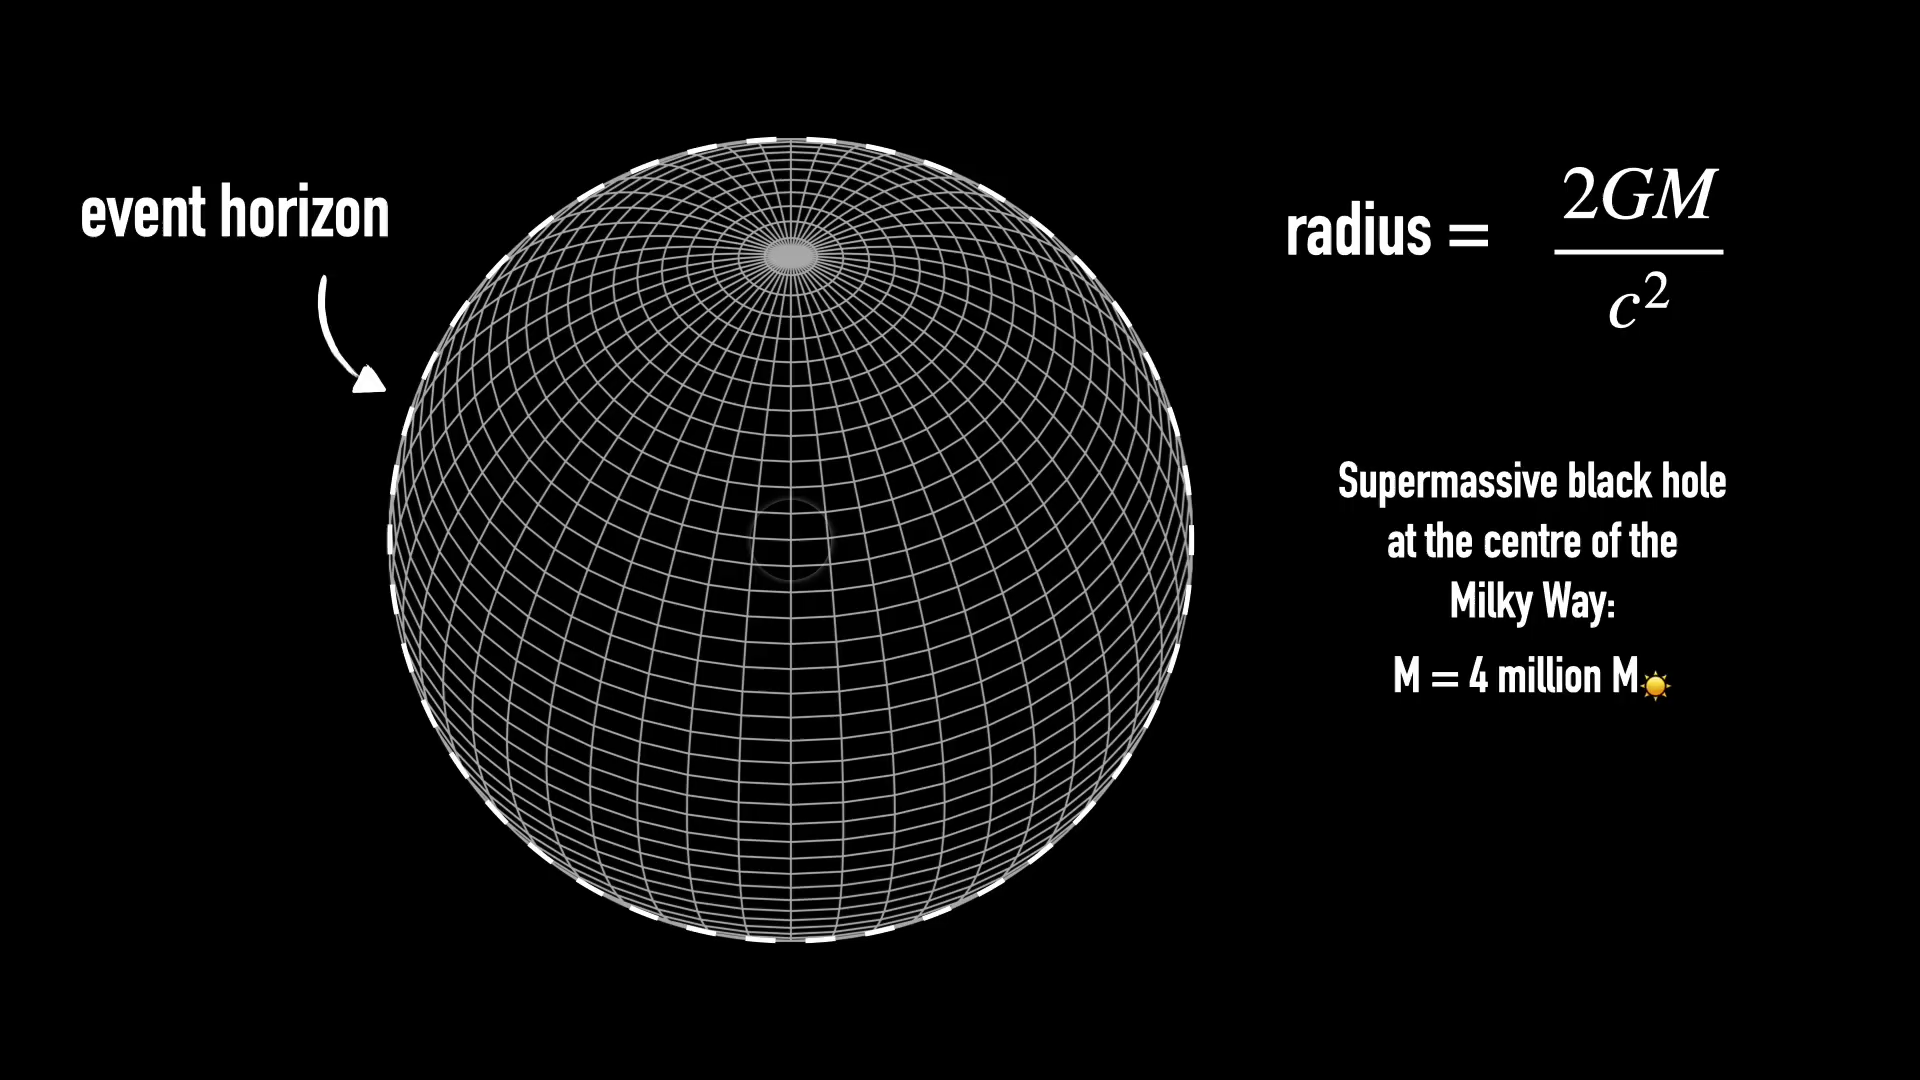 event horizon
radius = 2GM / c²
Supermassive black hole
at the centre of the
Milky Way:
M = 4 million M☀️